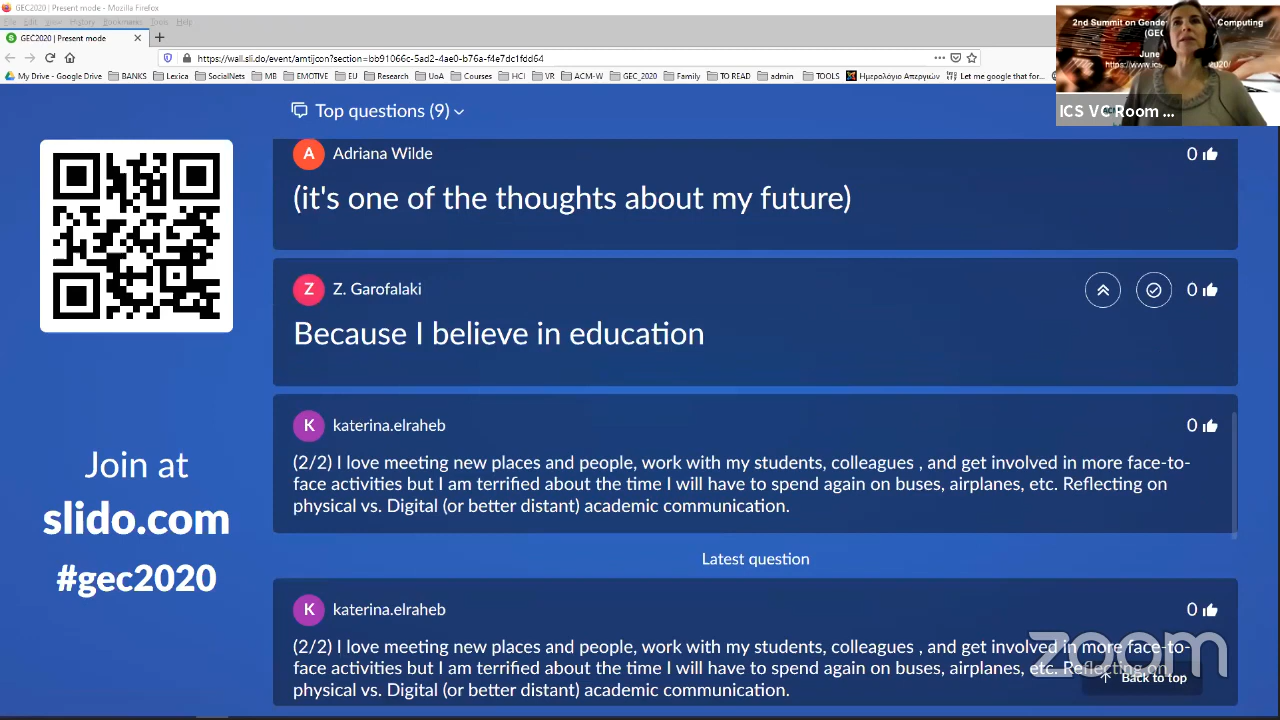 GEC2020 | Present mode - Mozilla Firefox
File Edit View History Bookmarks Tools Help
GEC2020 | Present mode
https://wall.sli.do/event/amtijcon?section=bb91066c-5ad2-4ae0-b76a-f4e7dc1fdd64
My Drive - Google Drive BANKS Lexica SocialNets MB EMOTIVE EU Research UoA Courses HCI VR ACM-W GEC_2020 Family TO READ admin TOOLS Ημερολόγιο Απεργιών Let me google that for...
2nd Summit on Gende Computing
(GEC
June
ICS VC Room ...
Top questions (9)
A Adriana Wilde 0
(it's one of the thoughts about my future)
Z Z. Garofalaki 0
Because I believe in education
K katerina.elraheb 0
(2/2) I love meeting new places and people, work with my students, colleagues , and get involved in more face-to-
face activities but I am terrified about the time I will have to spend again on buses, airplanes, etc. Reflecting on
physical vs. Digital (or better distant) academic communication.
Join at
slido.com
#gec2020
Latest question
K katerina.elraheb 0
(2/2) I love meeting new places and people, work with my students, colleagues , and get involved in more face-to-
face activities but I am terrified about the time I will have to spend again on buses, airplanes, etc. Reflecting on
physical vs. Digital (or better distant) academic communication.
zoom
Back to top